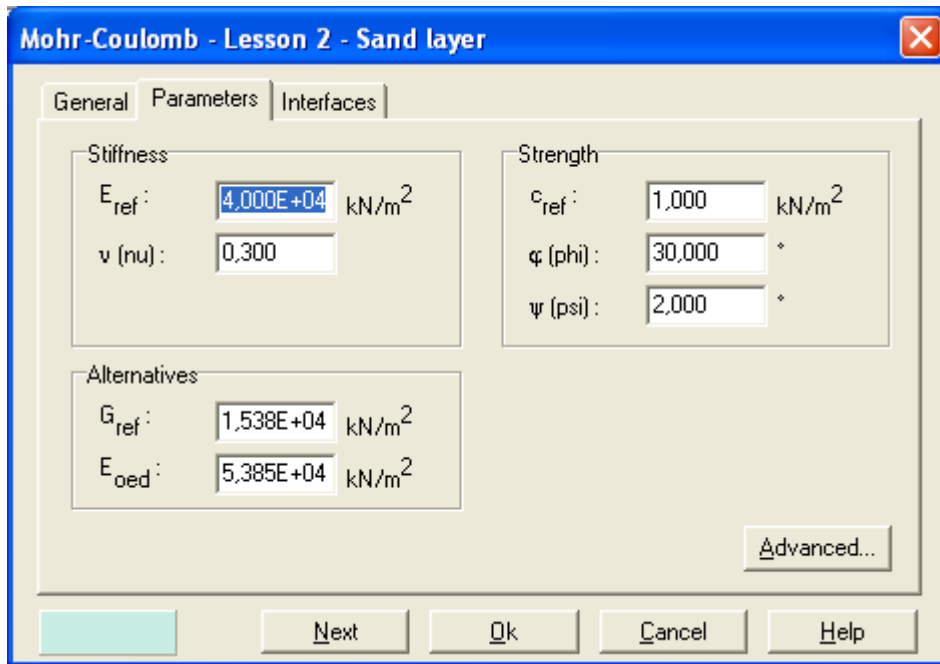 Mohr-Coulomb - Lesson 2 - Sand layer
General Parameters Interfaces
Stiffness
E_ref : 4,000E+04 kN/m²
ν (nu) : 0,300
Strength
c_ref : 1,000 kN/m²
φ (phi) : 30,000 °
ψ (psi) : 2,000 °
Alternatives
G_ref : 1,538E+04 kN/m²
E_oed : 5,385E+04 kN/m²
Advanced...
Next Ok Cancel Help